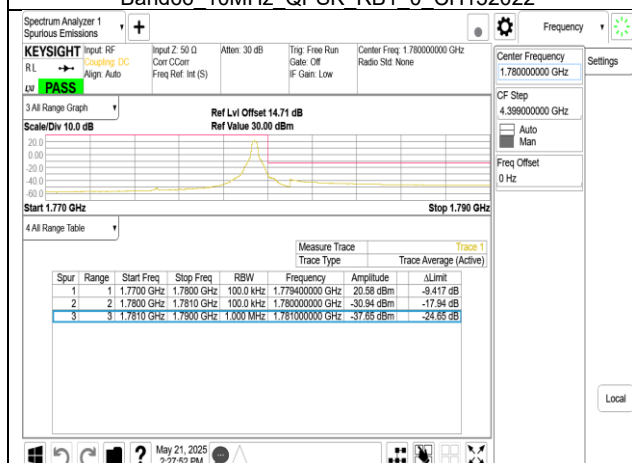 Band66_10MHz_QPSK_RB1_0_CH132622
Spectrum Analyzer 1
Spurious Emissions
Frequency
KEYSIGHT Input: RF Input Z: 50 Ω Atten: 30 dB Trig: Free Run Center Freq: 1.780000000 GHz
RL Coupling: DC Corr CCorr Gate: Off Radio Std: None
Align: Auto Freq Ref: Int (S) IF Gain: Low
LXI PASS
Center Frequency Settings
1.780000000 GHz
CF Step
4.399000000 GHz
Auto
Man
Freq Offset
0 Hz
3 All Range Graph
Ref Lvl Offset 14.71 dB
Scale/Div 10.0 dB Ref Value 30.00 dBm
20.0
0.00
-20.0
-40.0
-60.0
Start 1.770 GHz Stop 1.790 GHz
4 All Range Table
Measure Trace Trace 1
Trace Type Trace Average (Active)
Spur Range Start Freq Stop Freq RBW Frequency Amplitude ΔLimit
1 1 1.7700 GHz 1.7800 GHz 100.0 kHz 1.779400000 GHz 20.58 dBm -9.417 dB
2 2 1.7800 GHz 1.7810 GHz 100.0 kHz 1.780000000 GHz -30.94 dBm -17.94 dB
3 3 1.7810 GHz 1.7900 GHz 1.000 MHz 1.781000000 GHz -37.65 dBm -24.65 dB
Local
? May 21, 2025
2:27:52 PM